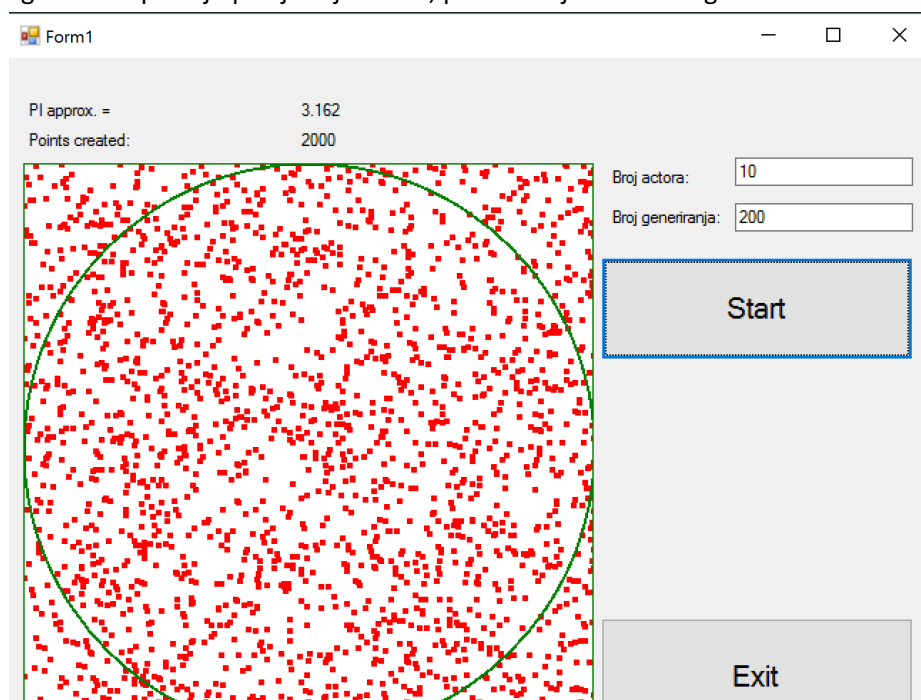 Form1
PI approx. = 3.162
Points created: 2000
Broj actora: 10
Broj generiranja: 200
Start
Exit